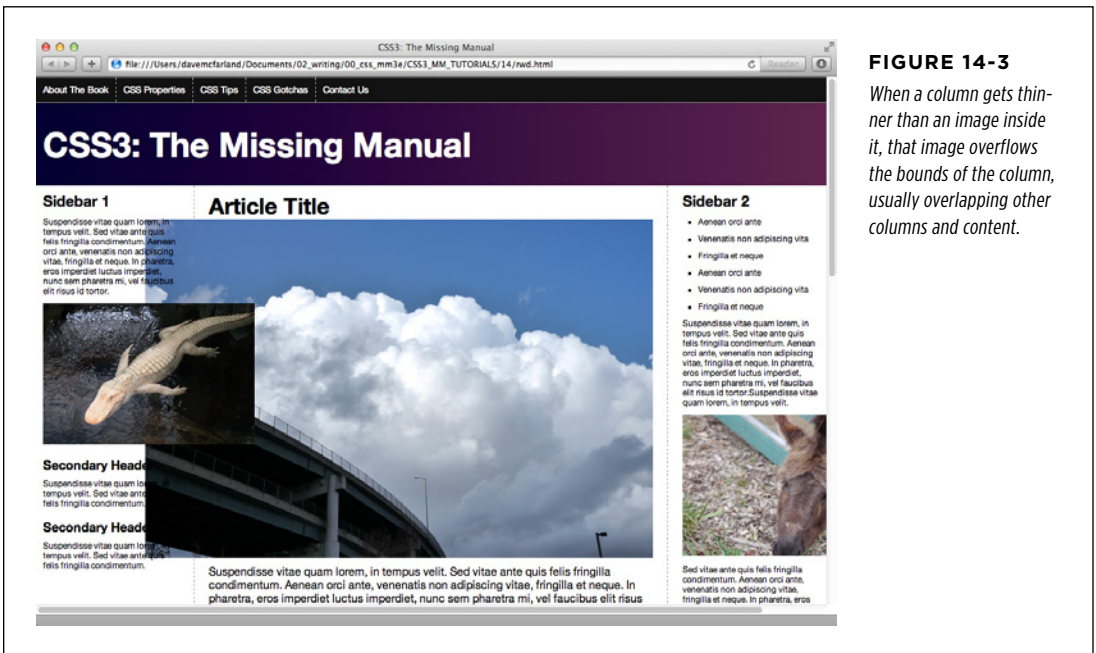 CSS3: The Missing Manual
file:///Users/davemcfarland/Documents/02_writing/00_css_mm3e/CSS3_MM_TUTORIALS/14/rwd.html
Reader
About The Book
CSS Properties
CSS Tips
CSS Gotchas
Contact Us
CSS3: The Missing Manual
Sidebar 1
Suspendisse vitae quam lorem, in
tempus velit. Sed vitae ante quis
felis fringilla condimentum. Aenean
orci ante, venenatis non adipiscing
vitae, fringilla et neque. In pharetra,
eros imperdiet luctus imperdiet,
nunc sem pharetra mi, vel faucibus
elit risus id tortor.
Secondary Heade
Suspendisse vitae quam lorem, in
tempus velit. Sed vitae ante
felis fringilla condimentum.
Secondary Heade
Suspendisse vitae quam lorem, in
tempus velit. Sed vitae ante quis
felis fringilla condimentum.
Article Title
Suspendisse vitae quam lorem, in tempus velit. Sed vitae ante quis felis fringilla
condimentum. Aenean orci ante, venenatis non adipiscing vitae, fringilla et neque. In
pharetra, eros imperdiet luctus imperdiet, nunc sem pharetra mi, vel faucibus elit risus
Sidebar 2
• Aenean orci ante
• Venenatis non adipiscing vita
• Fringilla et neque
• Aenean orci ante
• Venenatis non adipiscing vita
• Fringilla et neque
Suspendisse vitae quam lorem, in
tempus velit. Sed vitae ante quis
felis fringilla condimentum. Aenean
orci ante, venenatis non adipiscing
vitae, fringilla et neque. In pharetra,
eros imperdiet luctus imperdiet,
nunc sem pharetra mi, vel faucibus
elit risus id tortor.Suspendisse vitae
quam lorem, in tempus velit.
Sed vitae ante quis felis fringilla
condimentum. Aenean orci ante,
venenatis non adipiscing vitae,
fringilla et neque. In pharetra, eros
FIGURE 14-3
When a column gets thin-
ner than an image inside
it, that image overflows
the bounds of the column,
usually overlapping other
columns and content.